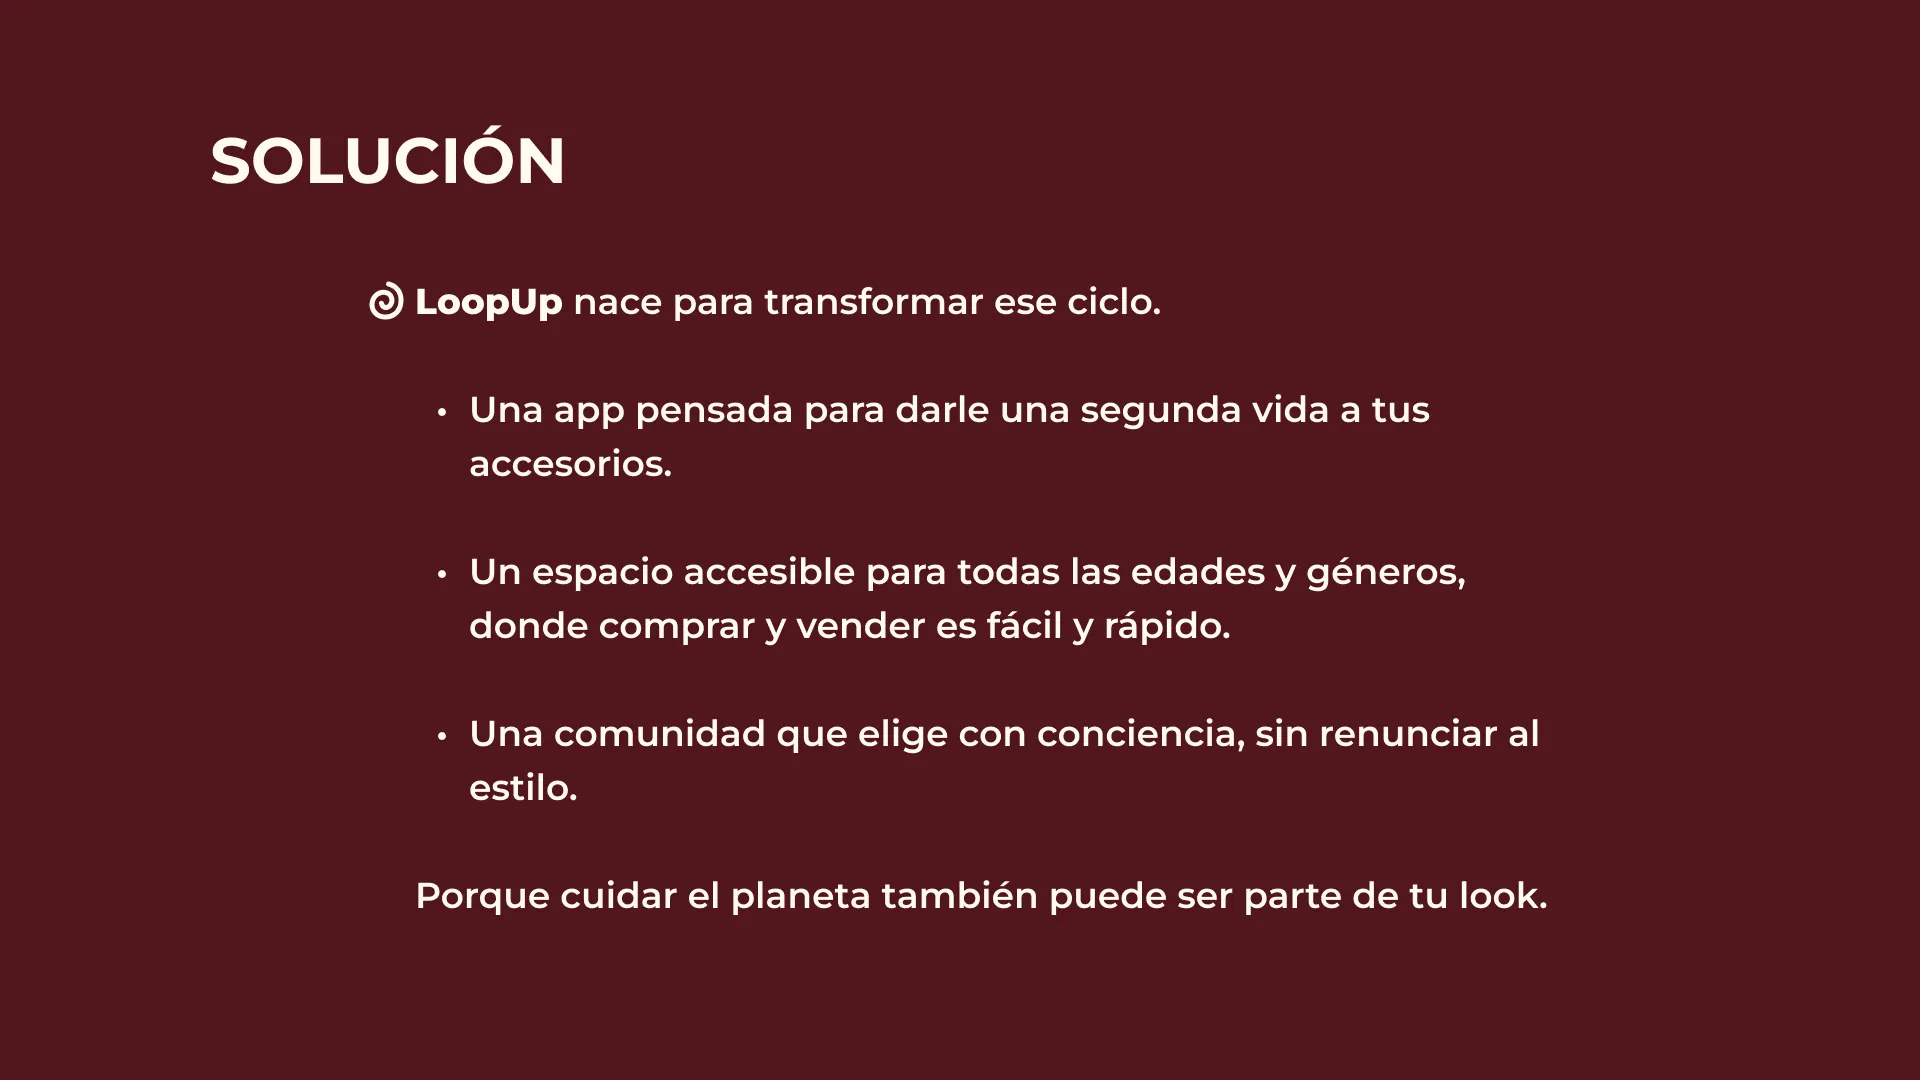 SOLUCIÓN
LoopUp nace para transformar ese ciclo.
• Una app pensada para darle una segunda vida a tus
accesorios.
• Un espacio accesible para todas las edades y géneros,
donde comprar y vender es fácil y rápido.
• Una comunidad que elige con conciencia, sin renunciar al
estilo.
Porque cuidar el planeta también puede ser parte de tu look.